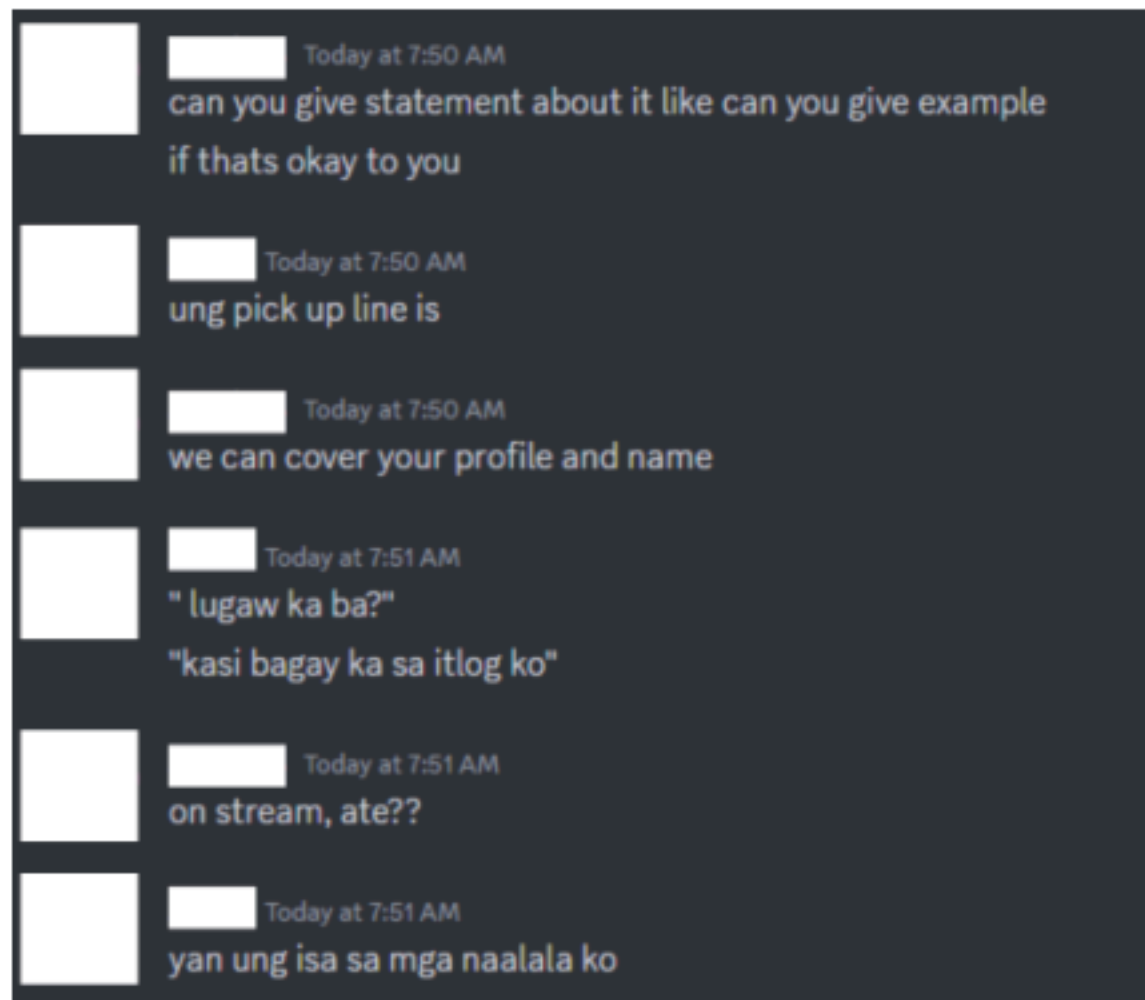 Today at 7:50 AM
can you give statement about it like can you give example
if thats okay to you
Today at 7:50 AM
ung pick up line is
Today at 7:50 AM
we can cover your profile and name
Today at 7:51 AM
" lugaw ka ba?"
"kasi bagay ka sa itlog ko"
Today at 7:51 AM
on stream, ate??
Today at 7:51 AM
yan ung isa sa mga naalala ko